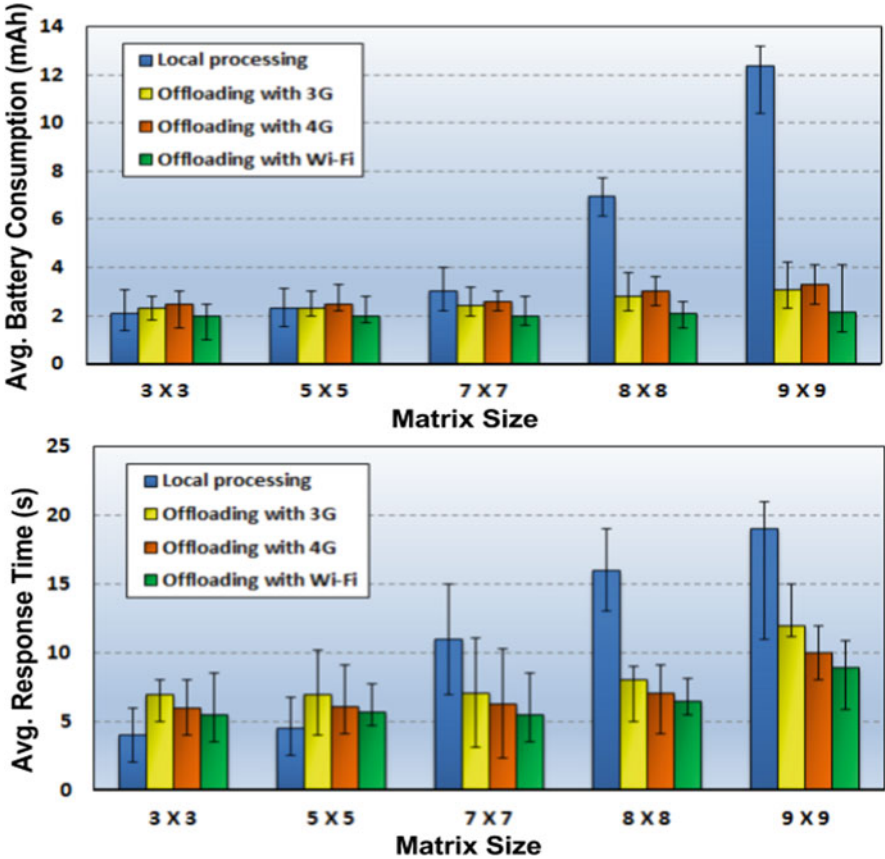 Avg. Battery Consumption (mAh)
14
12
10
8
6
4
2
0
Local processing
Offloading with 3G
Offloading with 4G
Offloading with Wi-Fi
3 X 3
5 X 5
7 X 7
8 X 8
9 X 9
Matrix Size
Avg. Response Time (s)
25
20
15
10
5
0
Local processing
Offloading with 3G
Offloading with 4G
Offloading with Wi-Fi
3 X 3
5 X 5
7 X 7
8 X 8
9 X 9
Matrix Size